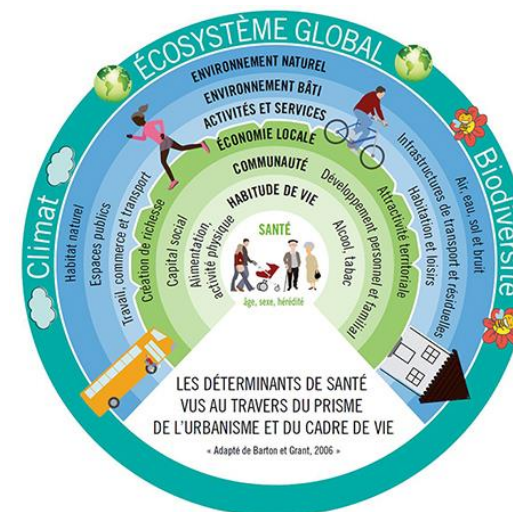 ÉCOSYSTÈME GLOBAL
Climat
Biodiversité
ENVIRONNEMENT NATUREL
Habitat naturel
Air, eau, sol et bruit
ENVIRONNEMENT BÂTI
Espaces publics
Infrastructures de transport et résiduelles
ACTIVITÉS ET SERVICES
Travail, commerce et transport
Habitation et loisirs
ÉCONOMIE LOCALE
Création de richesse
Attractivité territoriale
COMMUNAUTÉ
Capital social
Développement personnel et familial
HABITUDE DE VIE
Alimentation,
activité physique
Alcool, tabac
SANTÉ
âge, sexe, hérédité
LES DÉTERMINANTS DE SANTÉ
VUS AU TRAVERS DU PRISME
DE L'URBANISME ET DU CADRE DE VIE
« Adapté de Barton et Grant, 2006 »